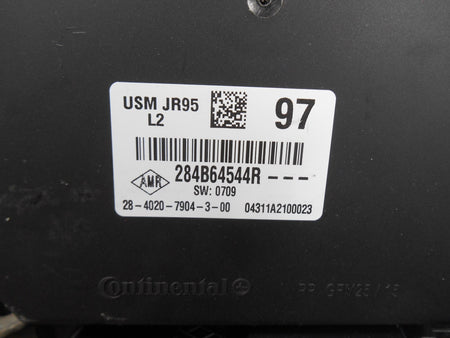 USM JR95 97
L2
284B64544R---
AMR
SW: 0709
28-4020-7904-3-00 04311A2100023
Continental